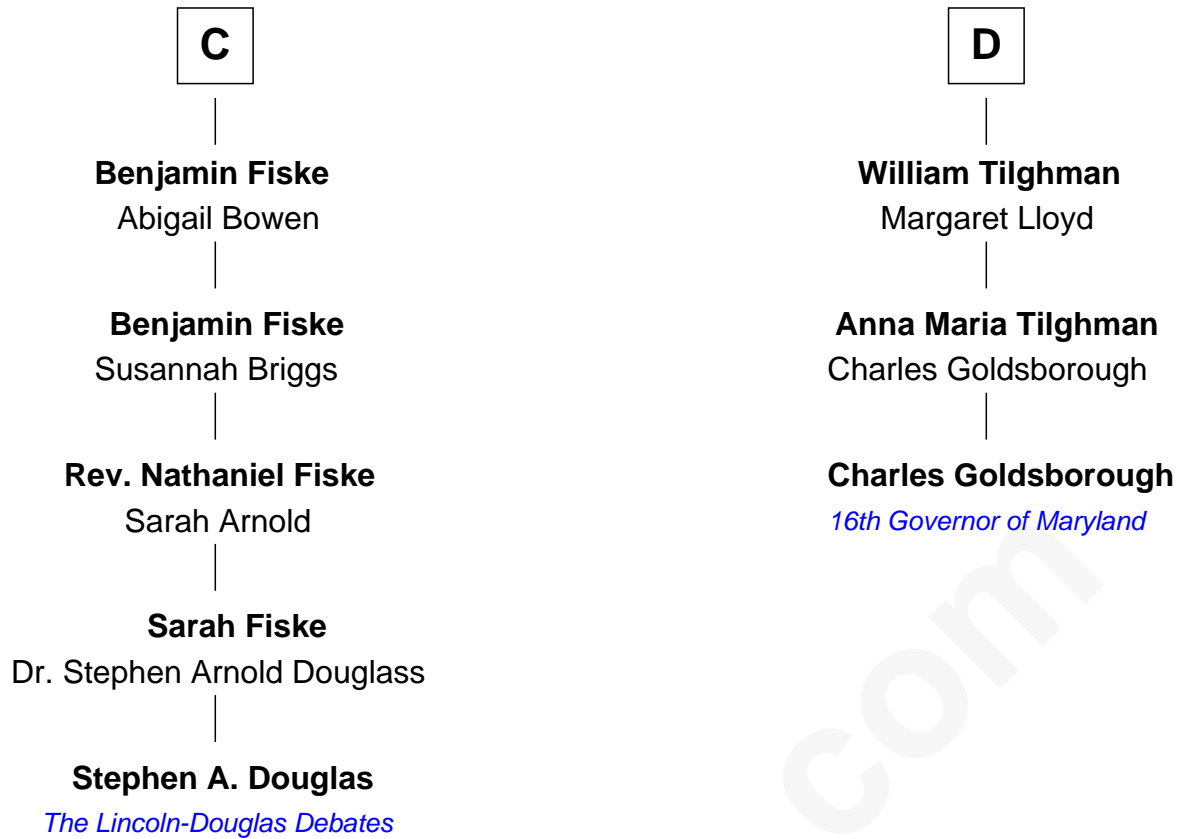 C
Benjamin Fiske
Abigail Bowen
Benjamin Fiske
Susannah Briggs
Rev. Nathaniel Fiske
Sarah Arnold
Sarah Fiske
Dr. Stephen Arnold Douglass
Stephen A. Douglas
The Lincoln-Douglas Debates
D
William Tilghman
Margaret Lloyd
Anna Maria Tilghman
Charles Goldsborough
Charles Goldsborough
16th Governor of Maryland
com